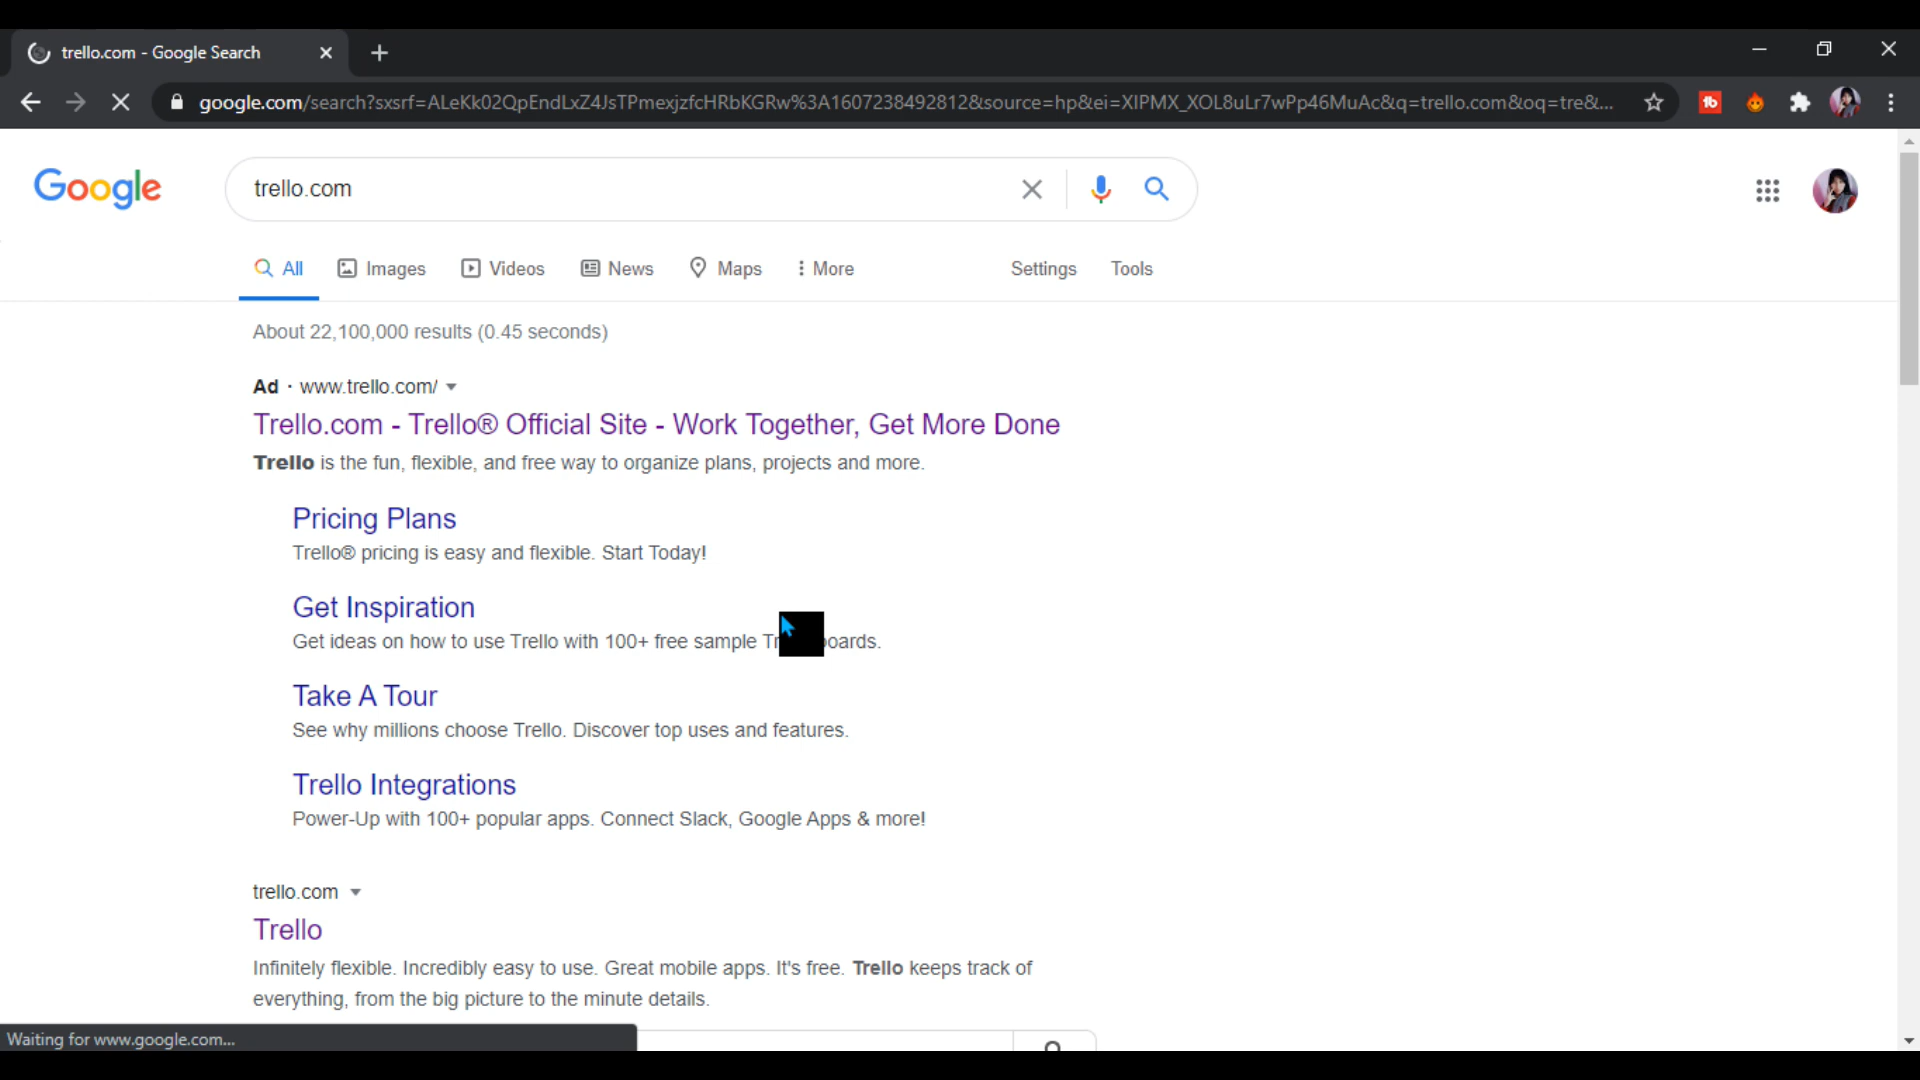 trello.com - Google Search
google.com/search?sxsrf=ALeKk02QpEndLxZ4JsTPmexjzfcHRbKGRw%3A1607238492812&source=hp&ei=XIPMX_XOL8uLr7wPp46MuAc&q=trello.com&oq=tre&...
Google
trello.com
All Images Videos News Maps More Settings Tools
About 22,100,000 results (0.45 seconds)
Ad · www.trello.com/
Trello.com - Trello® Official Site - Work Together, Get More Done
Trello is the fun, flexible, and free way to organize plans, projects and more.
Pricing Plans
Trello® pricing is easy and flexible. Start Today!
Get Inspiration
Get ideas on how to use Trello with 100+ free sample
Take A Tour
See why millions choose Trello. Discover top uses and features.
Trello Integrations
Power-Up with 100+ popular apps. Connect Slack, Google Apps & more!
trello.com
Trello
Infinitely flexible. Incredibly easy to use. Great mobile apps. It's free. Trello keeps track of
everything, from the big picture to the minute details.
Waiting for www.google.com...